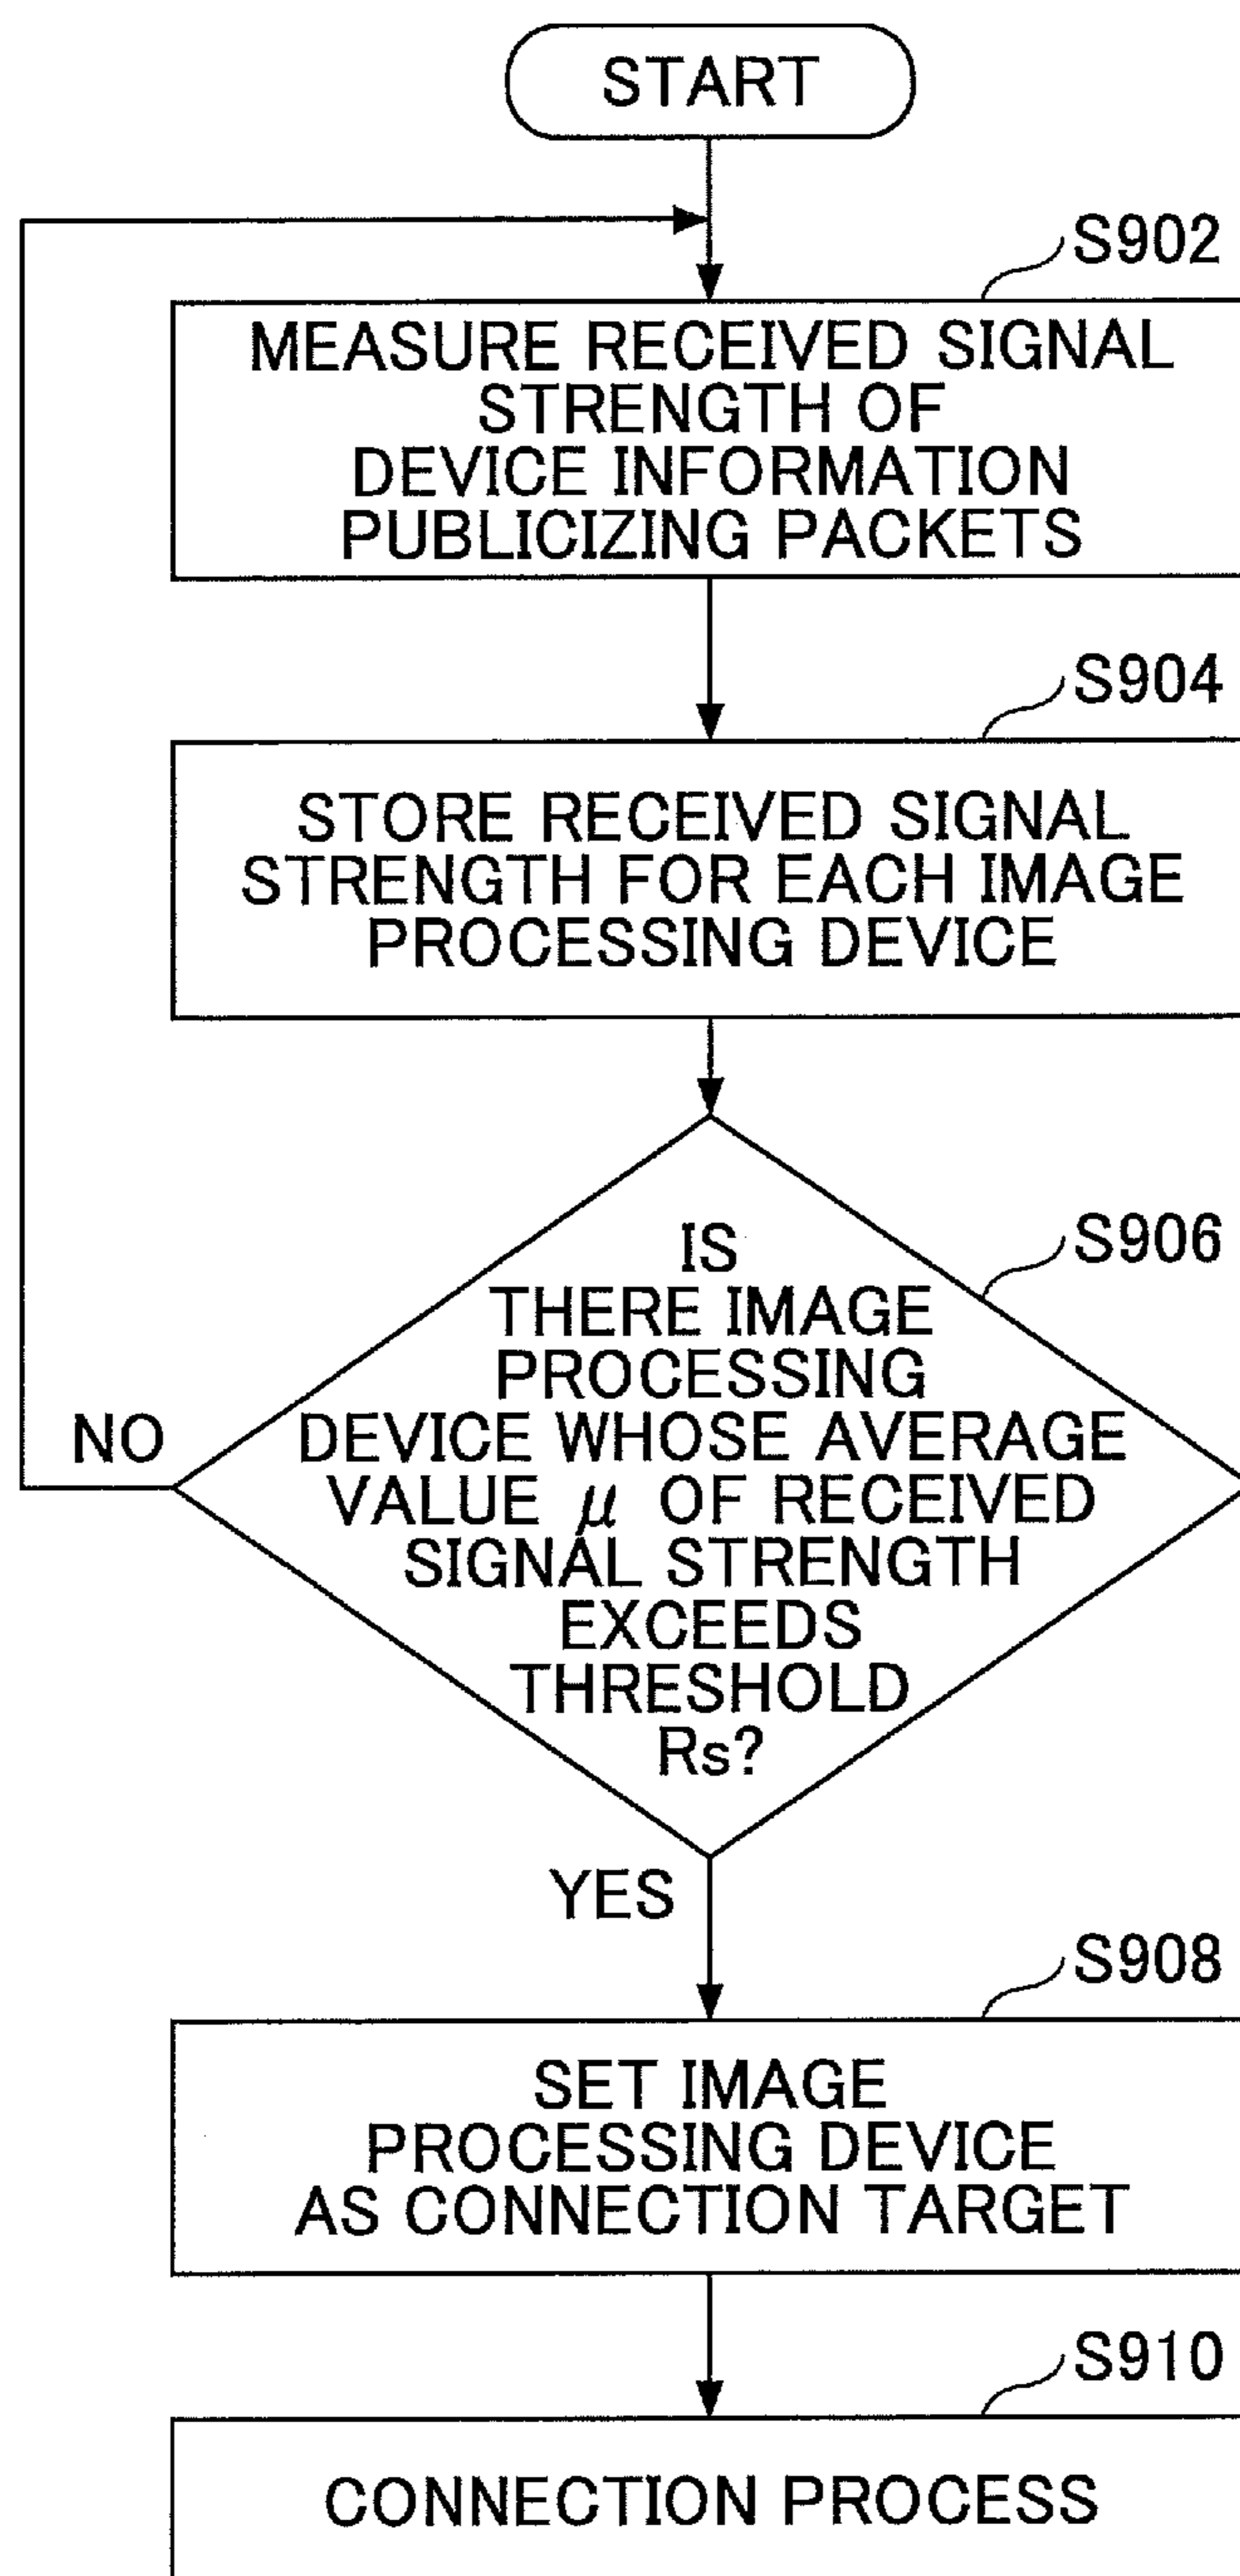 START
S902
MEASURE RECEIVED SIGNAL
STRENGTH OF
DEVICE INFORMATION
PUBLICIZING PACKETS
S904
STORE RECEIVED SIGNAL
STRENGTH FOR EACH IMAGE
PROCESSING DEVICE
S906
IS
THERE IMAGE
PROCESSING
DEVICE WHOSE AVERAGE
VALUE μ OF RECEIVED
SIGNAL STRENGTH
EXCEEDS
THRESHOLD
Rs?
NO
YES
S908
SET IMAGE
PROCESSING DEVICE
AS CONNECTION TARGET
S910
CONNECTION PROCESS